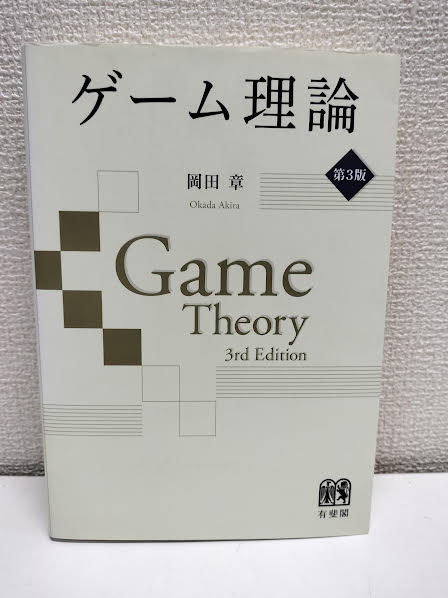 ゲーム理論
第3版
岡田 章
Okada Akira
Game
Theory
3rd Edition
有斐閣